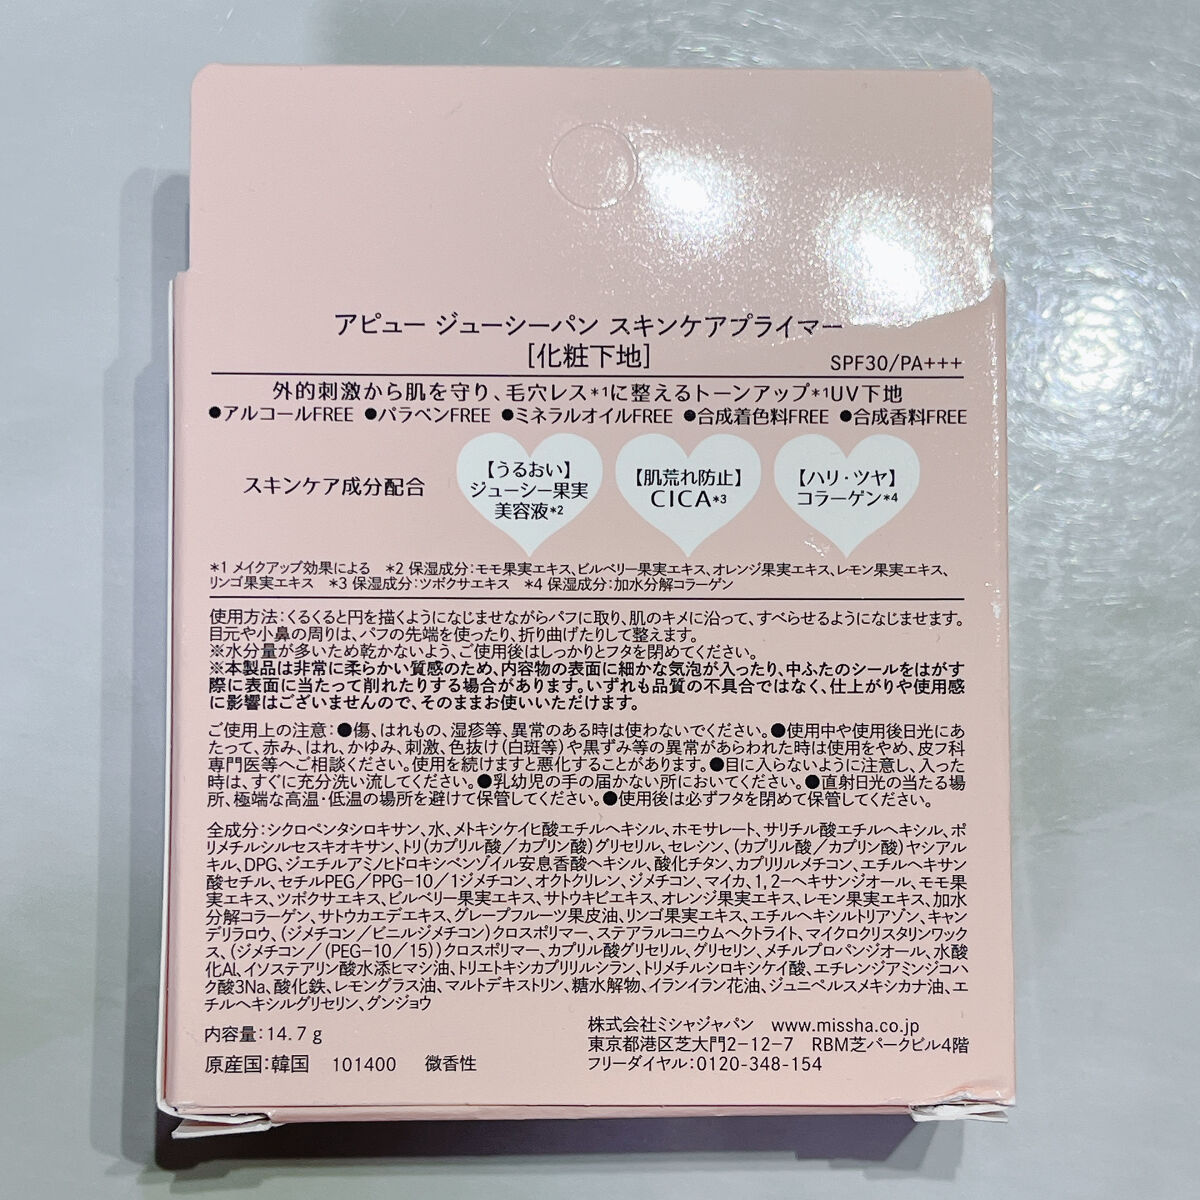 アピュー ジューシーパン スキンケアプライマー
[化粧下地]
SPF30/PA+++
外的刺激から肌を守り、毛穴レス*1に整えるトーンアップ*1UV下地
●アルコールFREE ●パラベンFREE ●ミネラルオイルFREE ●合成着色料FREE ●合成香料FREE
スキンケア成分配合
【うるおい】
ジューシー果実
美容液*2
【肌荒れ防止】
CICA*3
【ハリ・ツヤ】
コラーゲン*4
*1 メイクアップ効果による *2 保湿成分:モモ果実エキス、ビルベリー果実エキス、オレンジ果実エキス、レモン果実エキス、
リンゴ果実エキス *3 保湿成分:ツボクサエキス *4 保湿成分:加水分解コラーゲン
使用方法:くるくると円を描くようになじませながらパフに取り、肌のキメに沿って、すべらせるようになじませます。
目元や小鼻の周りは、パフの先端を使ったり、折り曲げたりして整えます。
※水分量が多いため乾かないよう、ご使用後はしっかりとフタを閉めてください。
※本製品は非常に柔らかい質感のため、内容物の表面に細かな気泡が入ったり、中ふたのシールをはがす
際に表面に当たって削れたりする場合があります。いずれも品質の不具合ではなく、仕上がりや使用感
に影響はございませんので、そのままお使いいただけます。
ご使用上の注意:●傷、はれもの、湿疹等、異常のある時は使わないでください。●使用中や使用後日光にあ
たって、赤み、はれ、かゆみ、刺激、色抜け(白斑等)や黒ずみ等の異常があらわれた時は使用をやめ、皮フ科
専門医等へご相談ください。使用を続けますと悪化することがあります。●目に入らないように注意し、入った
時は、すぐに充分洗い流してください。●乳幼児の手の届かない所においてください。●直射日光の当たる場
所、極端な高温・低温の場所を避けて保管してください。●使用後は必ずフタを閉めて保管してください。
全成分:シクロペンタシロキサン、水、メトキシケイヒ酸エチルヘキシル、ホモサレート、サリチル酸エチルヘキシル、ポ
リメチルシルセスキオキサン、トリ(カプリル酸/カプリン酸)グリセリル、セレシン、(カプリル酸/カプリン酸)ヤシアル
キル、DPG、ジエチルアミノヒドロキシベンゾイル安息香酸ヘキシル、酸化チタン、カプリリルメチコン、エチルヘキサン
酸セチル、セチルPEG/PPG-10/1ジメチコン、オクトクリレン、ジメチコン、マイカ、1,2-ヘキサンジオール、モモ果
実エキス、ツボクサエキス、ビルベリー果実エキス、サトウキビエキス、オレンジ果実エキス、レモン果実エキス、加水
分解コラーゲン、サトウカエデエキス、グレープフルーツ果皮油、リンゴ果実エキス、エチルヘキシルトリアゾン、キャン
デリラロウ、(ジメチコン/ビニルジメチコン)クロスポリマー、ステアラルコニウムヘクトライト、マイクロクリスタリンワック
ス、(ジメチコン/(PEG-10/15))クロスポリマー、カプリル酸グリセリル、グリセリン、メチルプロパンジオール、水酸
化Al、イソステアリン酸水添ヒマシ油、トリエトキシカプリリルシラン、トリメチルシロキシケイ酸、エチレンジアミンジコハ
ク酸3Na、酸化鉄、レモングラス油、マルトデキストリン、糖水解物、イランイラン花油、ジュニペルスメキシカナ油、エ
チルヘキシルグリセリン、グンジョウ
内容量:14.7g
原産国:韓国 101400 微香性
株式会社ミシャジャパン www.missha.co.jp
東京都港区芝大門2-12-7 RBM芝パークビル4階
フリーダイヤル:0120-348-154